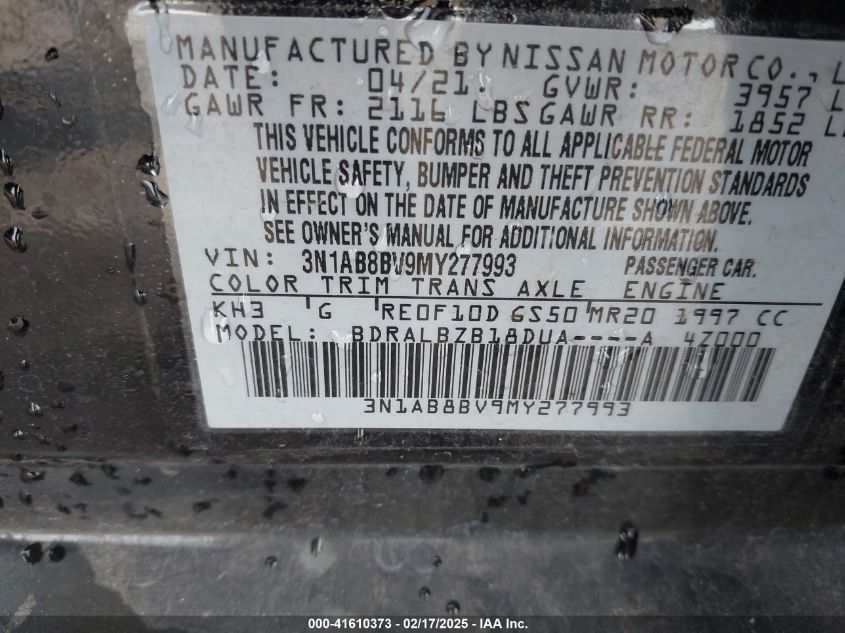 MANUFACTURED BY NISSAN MOTOR CO., L
DATE: 04/21. GVWR: 3957 L
GAWR FR: 2116 LBS GAWR RR: 1852 L
THIS VEHICLE CONFORMS TO ALL APPLICABLE FEDERAL MOTOR
VEHICLE SAFETY, BUMPER AND THEFT PREVENTION STANDARDS
IN EFFECT ON THE DATE OF MANUFACTURE SHOWN ABOVE.
SEE OWNER'S MANUAL FOR ADDITIONAL INFORMATION.
VIN: 3N1AB8BV9MY277993 PASSENGER CAR.
COLOR TRIM TRANS AXLE ENGINE
KH3 G RE0F10D GS50 MR20 1997 CC
MODEL: BDRALBZB18DUA----A 4Z000
3N1AB8BV9MY277993
000-41610373 - 02/17/2025 - IAAI.com